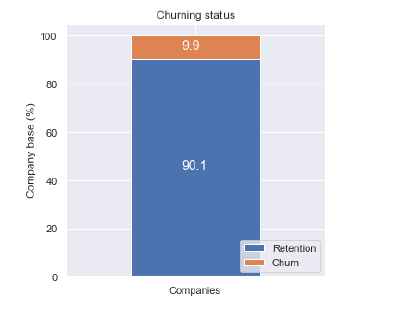 Churning status
100
9.9
80
Company base (%)
60
90.1
40
20
Retention
Churn
0
Companies